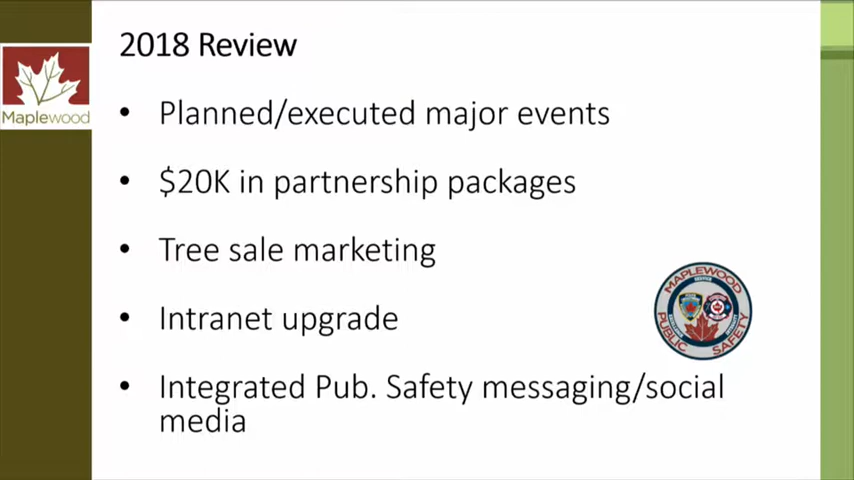 2018 Review
Maplewood
• Planned/executed major events
• $20K in partnership packages
• Tree sale marketing
• Intranet upgrade
• Integrated Pub. Safety messaging/social
media
MAPLEWOOD
PUBLIC SAFETY